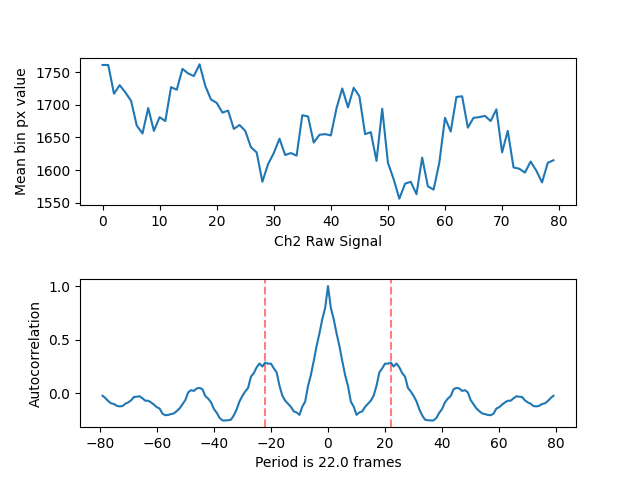 Mean bin px value
1750
1700
1650
1600
1550
0 10 20 30 40 50 60 70 80
Ch2 Raw Signal
Autocorrelation
1.0
0.5
0.0
−80 −60 −40 −20 0 20 40 60 80
Period is 22.0 frames